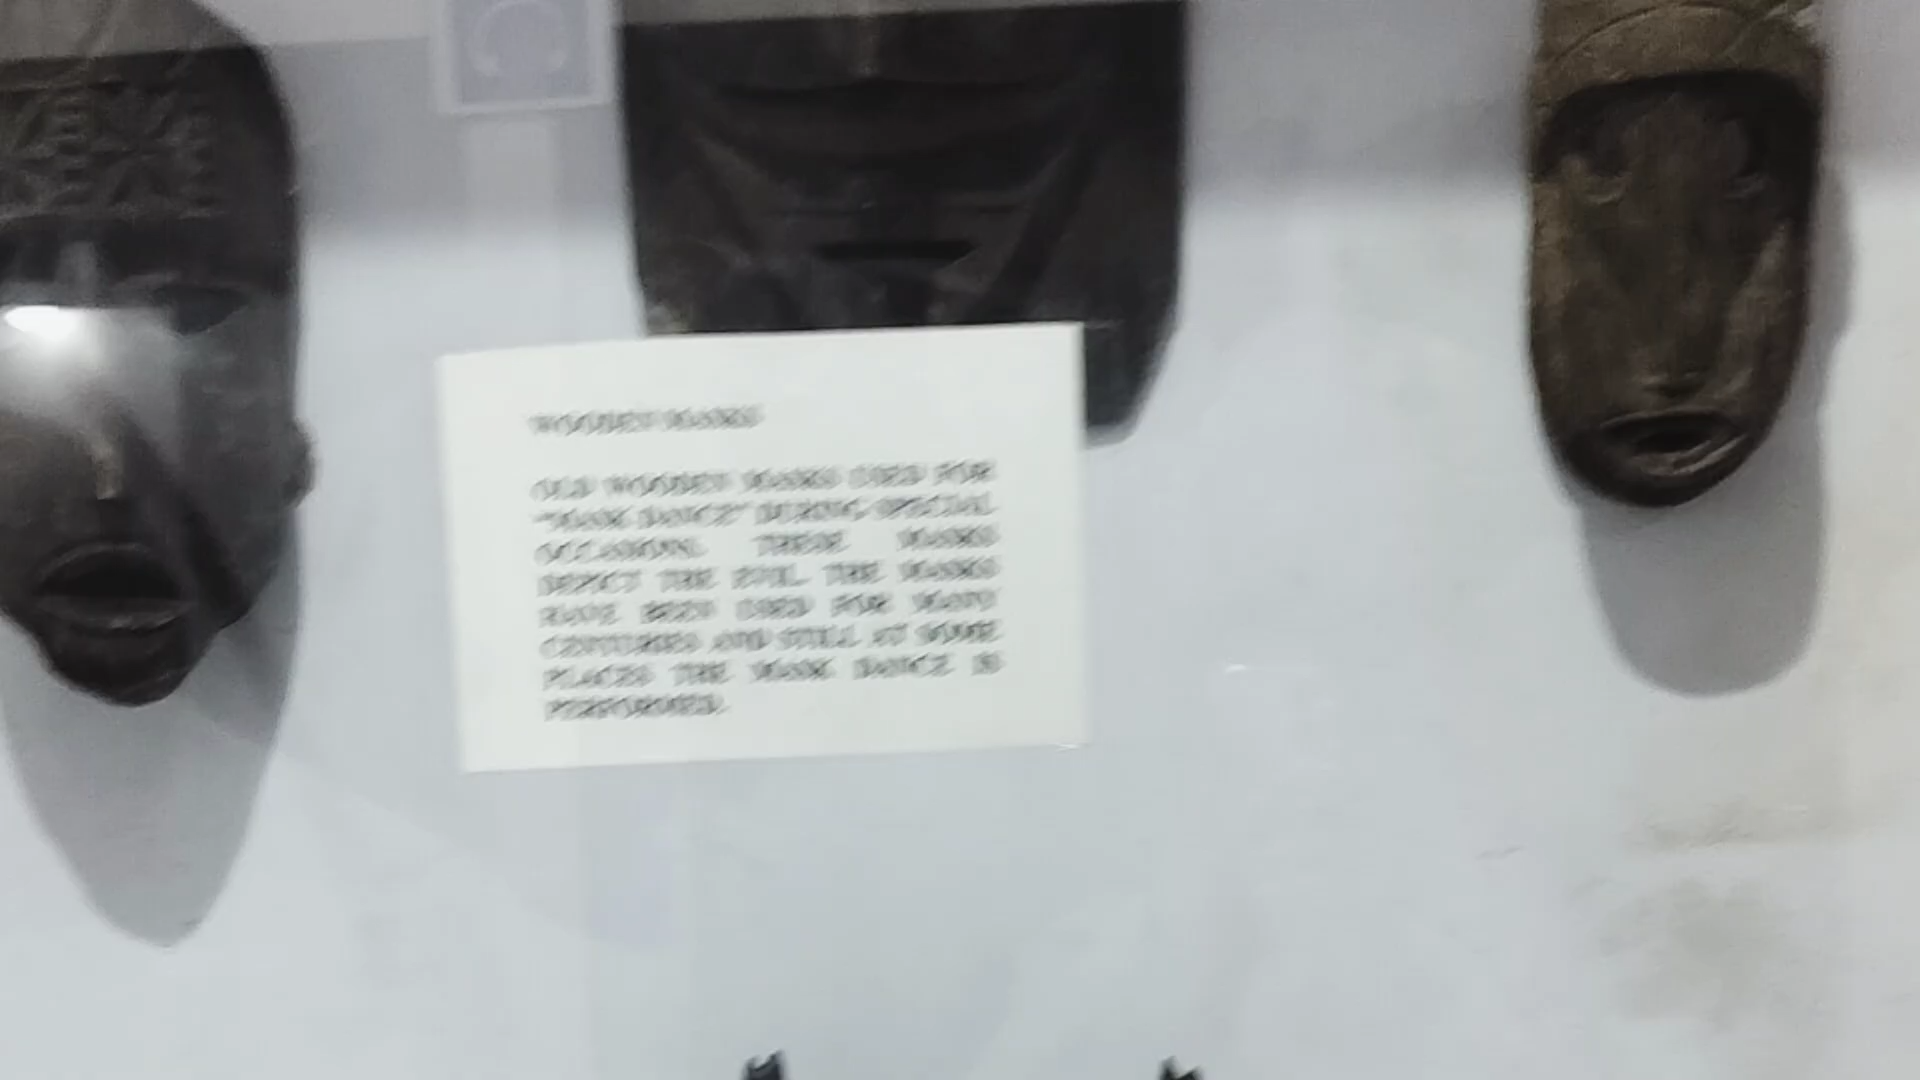 WOODEN MASKS
OLD WOODEN MASKS USED FOR
"MASK DANCE" DURING SPECIAL
OCCASIONS. THESE MASKS
DEPICT THE EVIL. THE MASKS
HAVE BEEN USED FOR MANY
CENTURIES AND STILL AT SOME
PLACES THE MASK DANCE IS
PERFORMED.